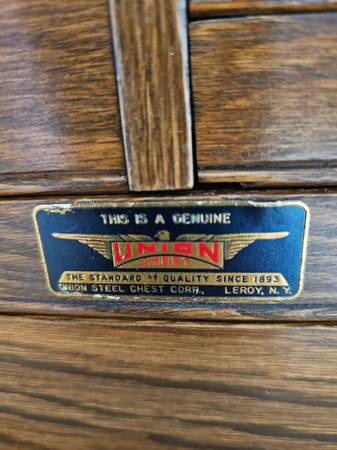 THIS IS A GENUINE
UNION
CHEST
THE STANDARD of QUALITY SINCE 1893
UNION STEEL CHEST CORP., LEROY, N.Y.